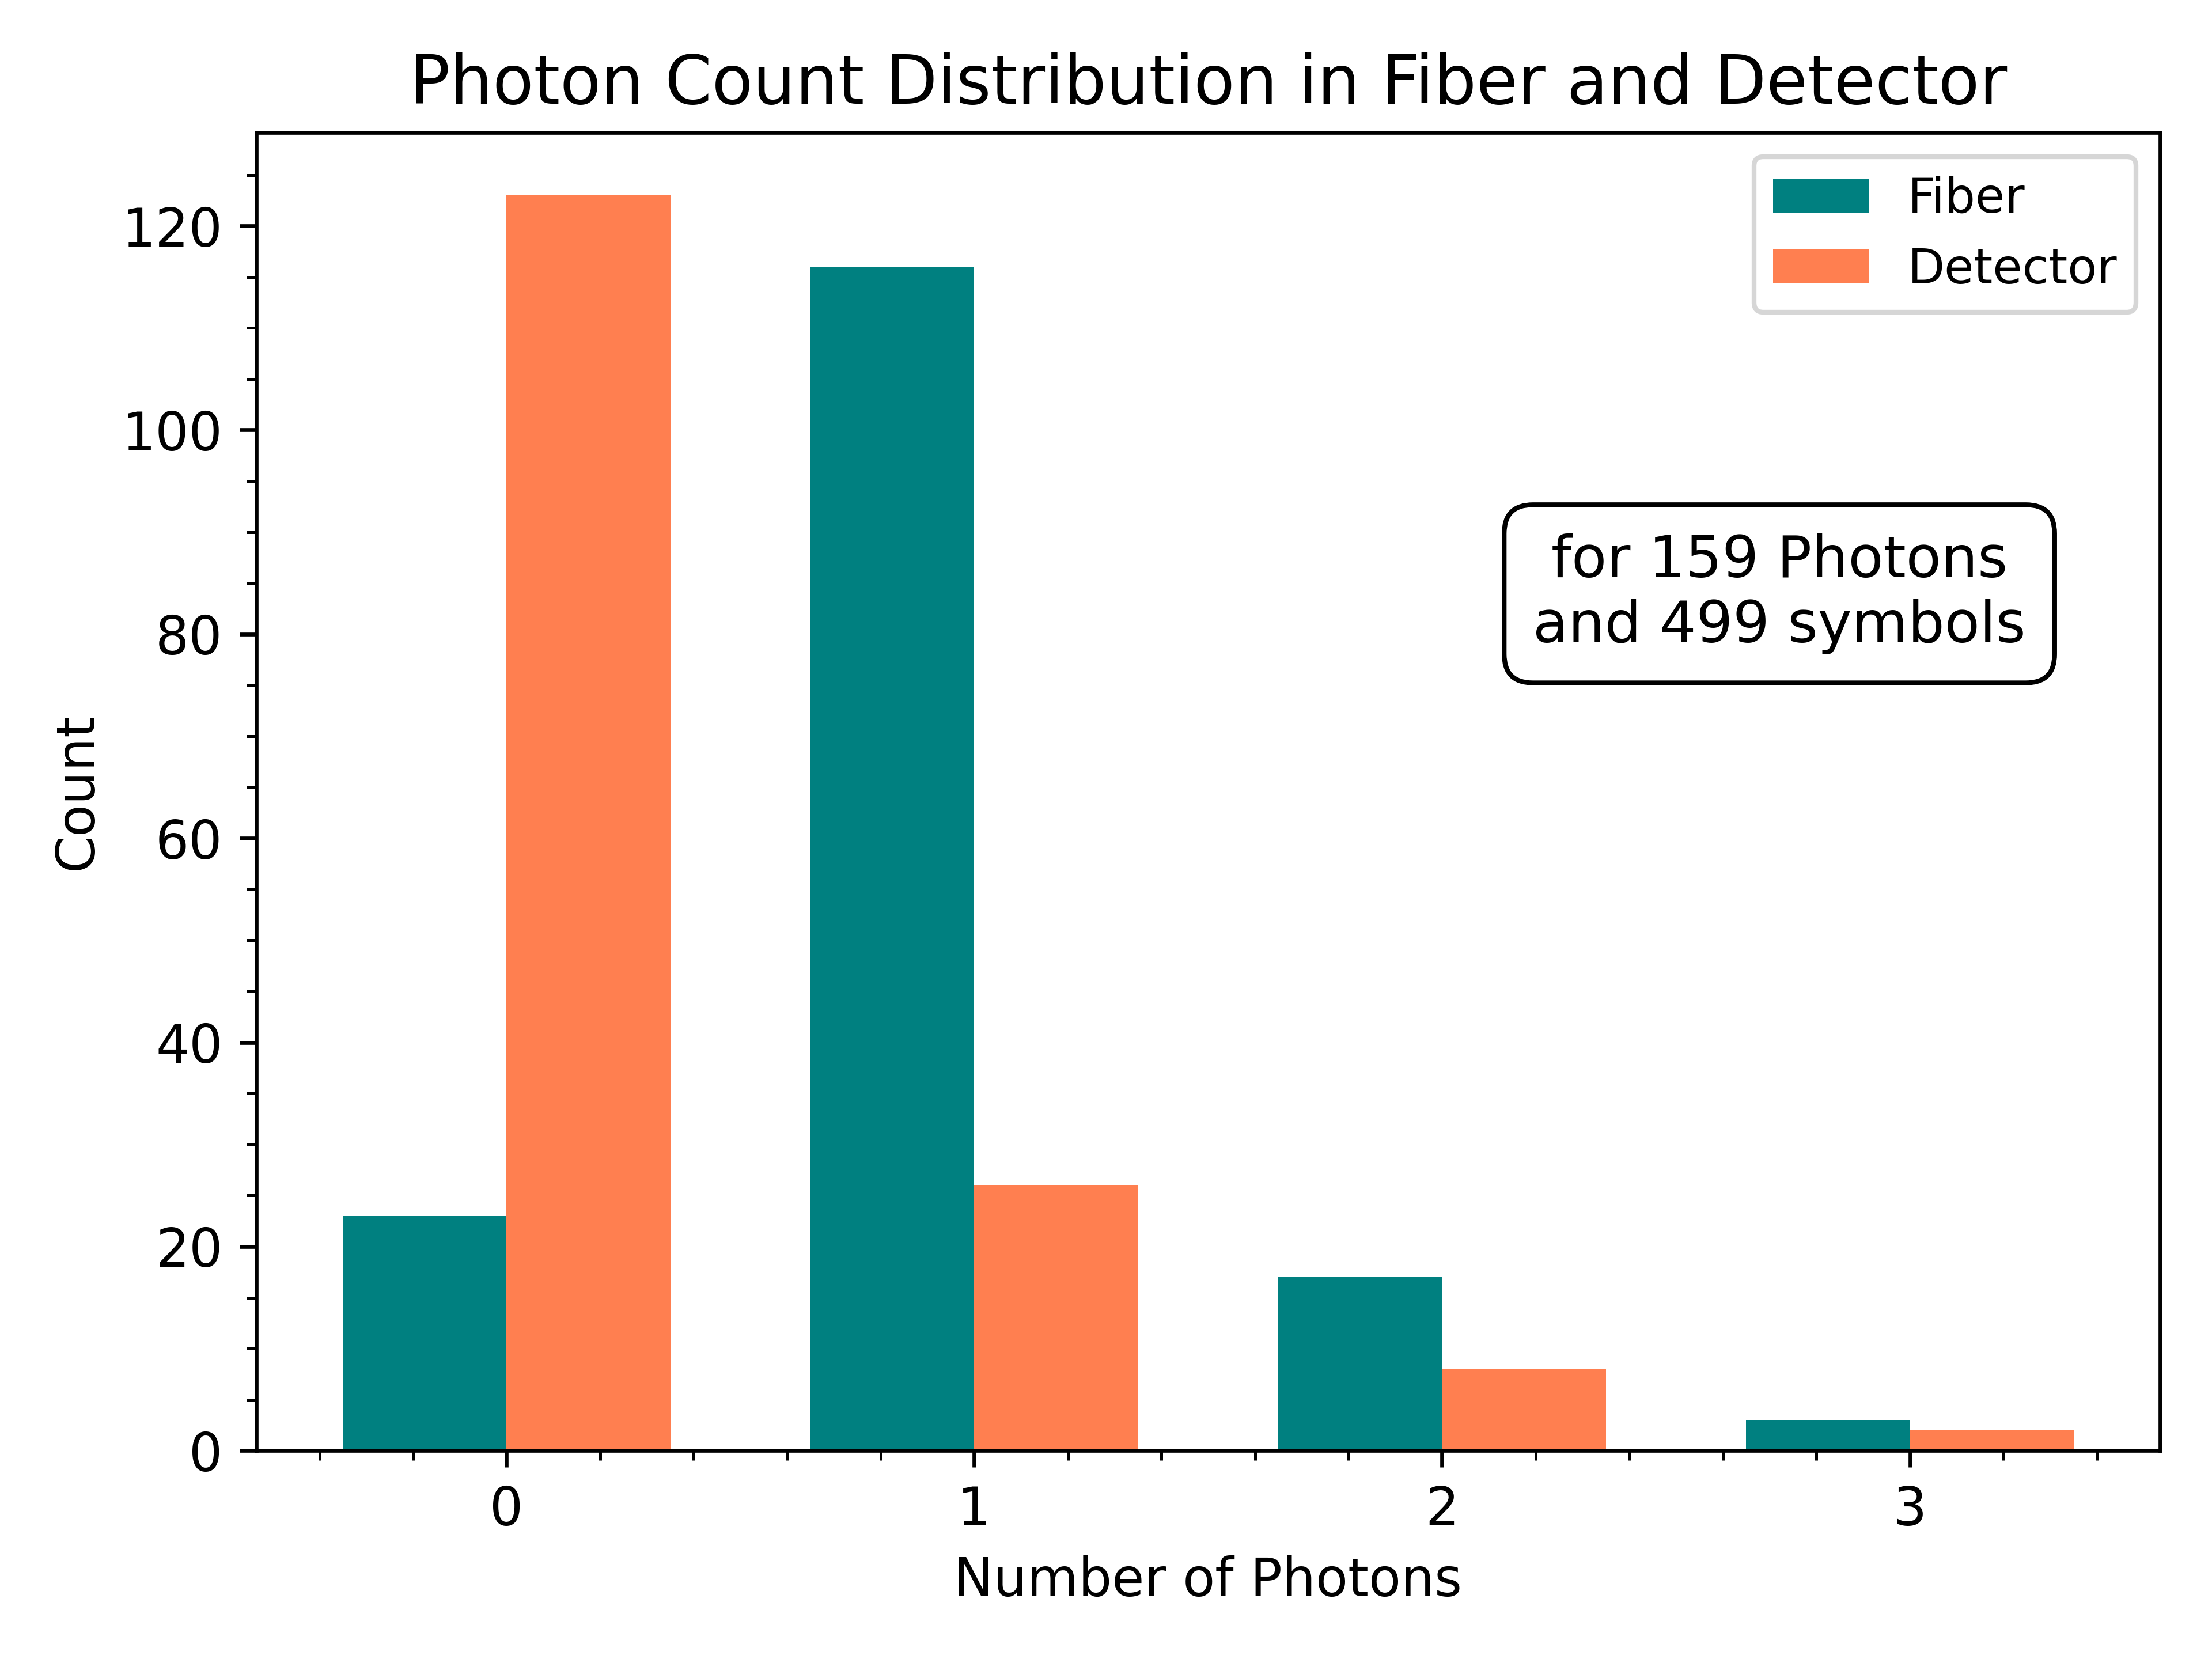 Photon Count Distribution in Fiber and Detector
Fiber
Detector
for 159 Photons
and 499 symbols
Count
120
100
80
60
40
20
0
0 1 2 3
Number of Photons